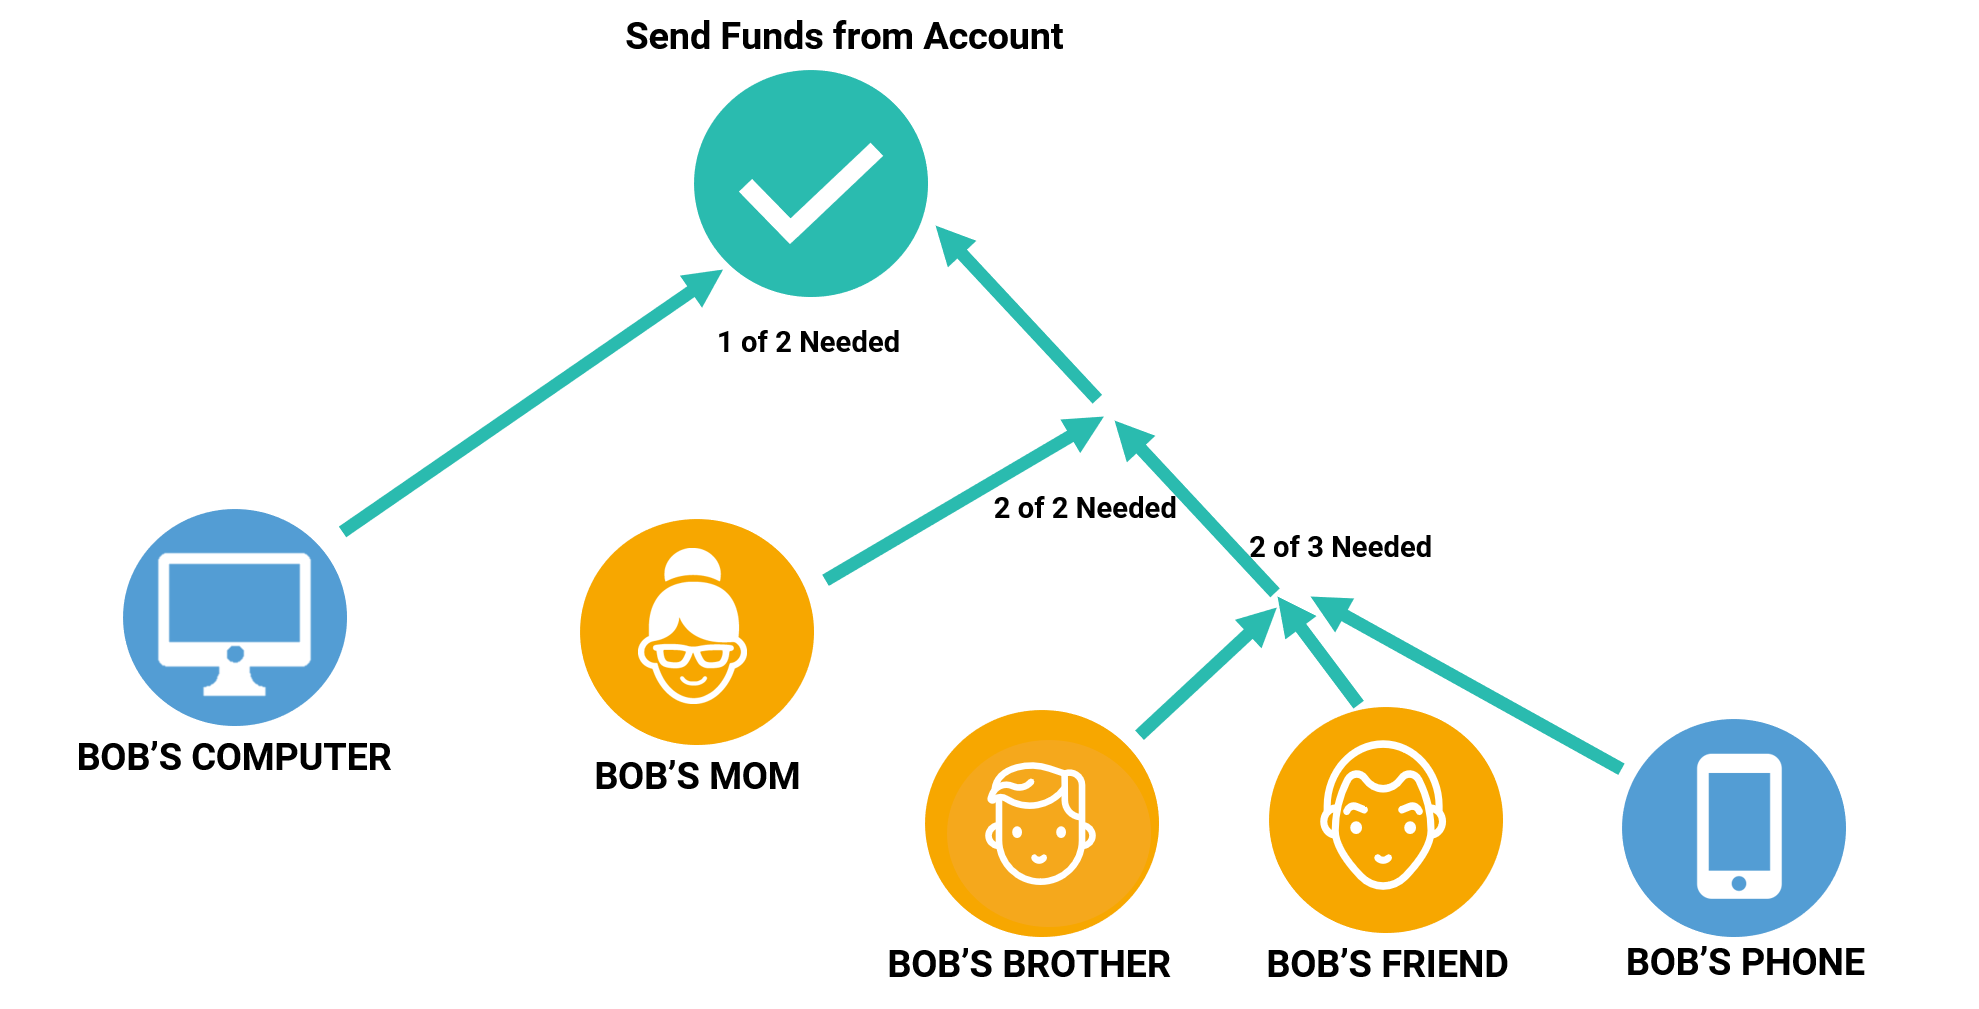 Send Funds from Account
1 of 2 Needed
2 of 2 Needed
2 of 3 Needed
BOB’S COMPUTER
BOB’S MOM
BOB’S BROTHER
BOB’S FRIEND
BOB’S PHONE